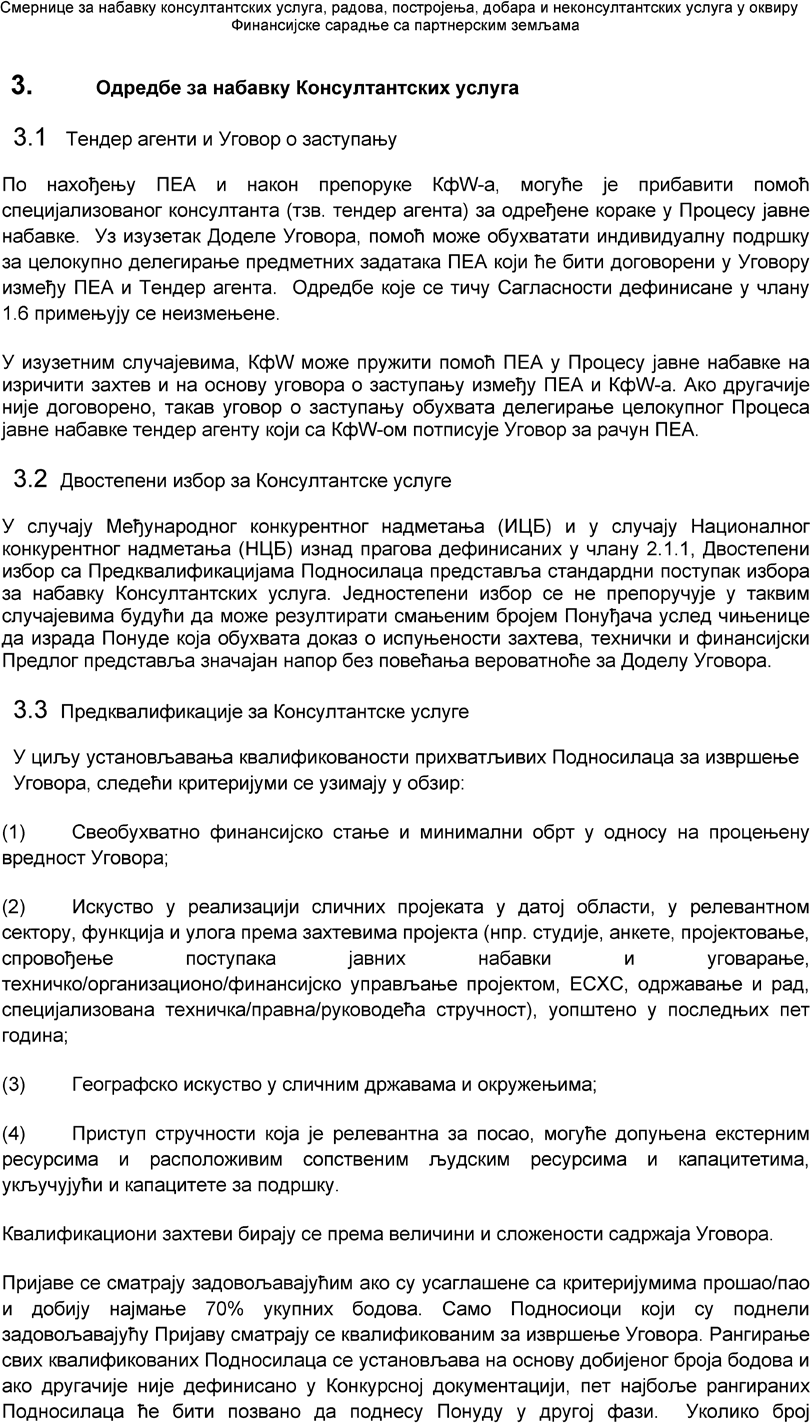 Смернице за набавку консултантских услуга, радова, постројења, добара и неконсултантских услуга у оквиру
Финансијске сарадње са партнерским земљама
3. Одредбе за набавку Консултантских услуга
3.1 Тендер агенти и Уговор о заступању
По нахођењу ПЕА и након препоруке КфW-а, могуће је прибавити помоћ
специјализованог консултанта (тзв. тендер агента) за одређене кораке у Процесу јавне
набавке. Уз изузетак Доделе Уговора, помоћ може обухватати индивидуалну подршку
за целокупно делегирање предметних задатака ПЕА који ће бити договорени у Уговору
између ПЕА и Тендер агента. Одредбе које се тичу Сагласности дефинисане у члану
1.6 примењују се неизмењене.
У изузетним случајевима, КфW може пружити помоћ ПЕА у Процесу јавне набавке на
изричити захтев и на основу уговора о заступању између ПЕА и КфW-а. Ако другачије
није договорено, такав уговор о заступању обухвата делегирање целокупног Процеса
јавне набавке тендер агенту који са КфW-ом потписује Уговор за рачун ПЕА.
3.2 Двостепени избор за Консултантске услуге
У случају Међународног конкурентног надметања (ИЦБ) и у случају Националног
конкурентног надметања (НЦБ) изнад прагова дефинисаних у члану 2.1.1, Двостепени
избор са Предквалификацијама Подносилаца представља стандардни поступак избора
за набавку Консултантских услуга. Једностепени избор се не препоручује у таквим
случајевима будући да може резултирати смањеним бројем Понуђача услед чињенице
да израда Понуде која обухвата доказ о испуњености захтева, технички и финансијски
Предлог представља значајан напор без повећања вероватноће за Доделу Уговора.
3.3 Предквалификације за Консултантске услуге
У циљу установљавања квалификованости прихватљивих Подносилаца за извршење
Уговора, следећи критеријуми се узимају у обзир:
(1) Свеобухватно финансијско стање и минимални обрт у односу на процењену
вредност Уговора;
(2) Искуство у реализацији сличних пројеката у датој области, у релевантном
сектору, функција и улога према захтевима пројекта (нпр. студије, анкете, пројектовање,
спровођење поступака јавних набавки и уговарање,
техничко/организационо/финансијско управљање пројектом, ЕСХС, одржавање и рад,
специјализована техничка/правна/руководећа стручност), уопштено у последњих пет
година;
(3) Географско искуство у сличним државама и окружењима;
(4) Приступ стручности која је релевантна за посао, могуће допуњена екстерним
ресурсима и расположивим сопственим људским ресурсима и капацитетима,
укључујући и капацитете за подршку.
Квалификациони захтеви бирају се према величини и сложености садржаја Уговора.
Пријаве се сматрају задовољавајућим ако су усаглашене са критеријумима прошао/пао
и добију најмање 70% укупних бодова. Само Подносиоци који су поднели
задовољавајућу Пријаву сматрају се квалификованим за извршење Уговора. Рангирање
свих квалификованих Подносилаца се установљава на основу добијеног броја бодова и
ако другачије није дефинисано у Конкурсној документацији, пет најбоље рангираних
Подносилаца ће бити позвано да поднесу Понуду у другој фази. Уколико број